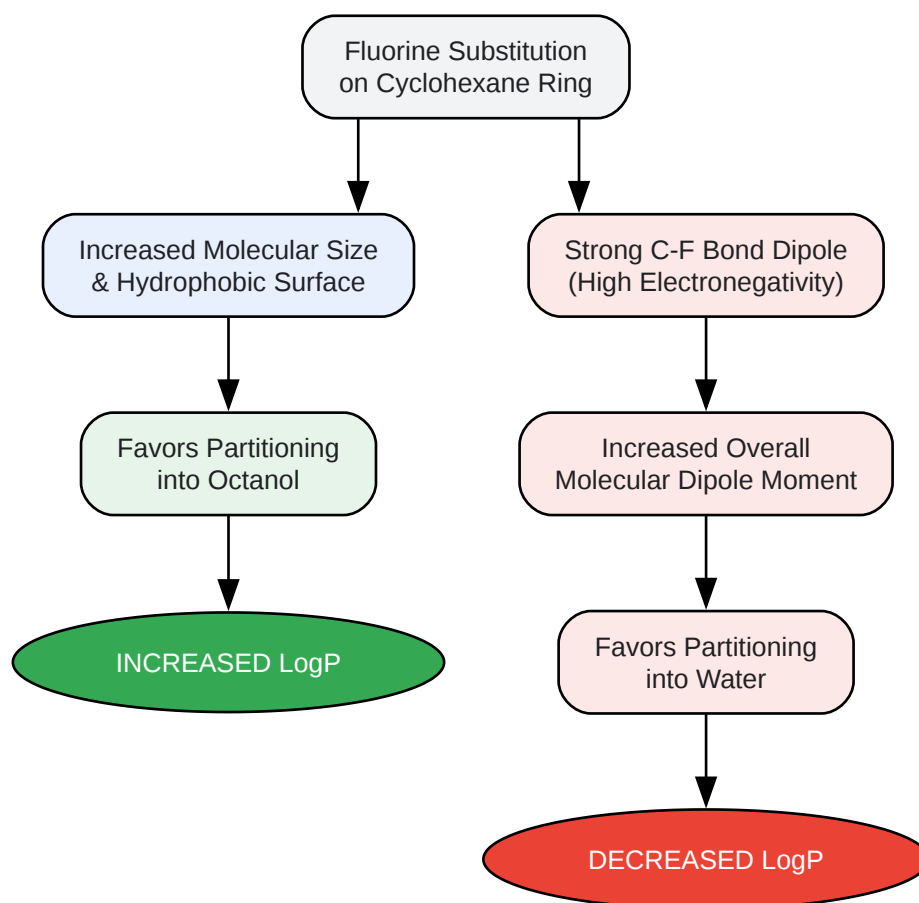 Fluorine Substitution
on Cyclohexane Ring
Increased Molecular Size
& Hydrophobic Surface
Strong C-F Bond Dipole
(High Electronegativity)
Favors Partitioning
into Octanol
Increased Overall
Molecular Dipole Moment
INCREASED LogP
Favors Partitioning
into Water
DECREASED LogP